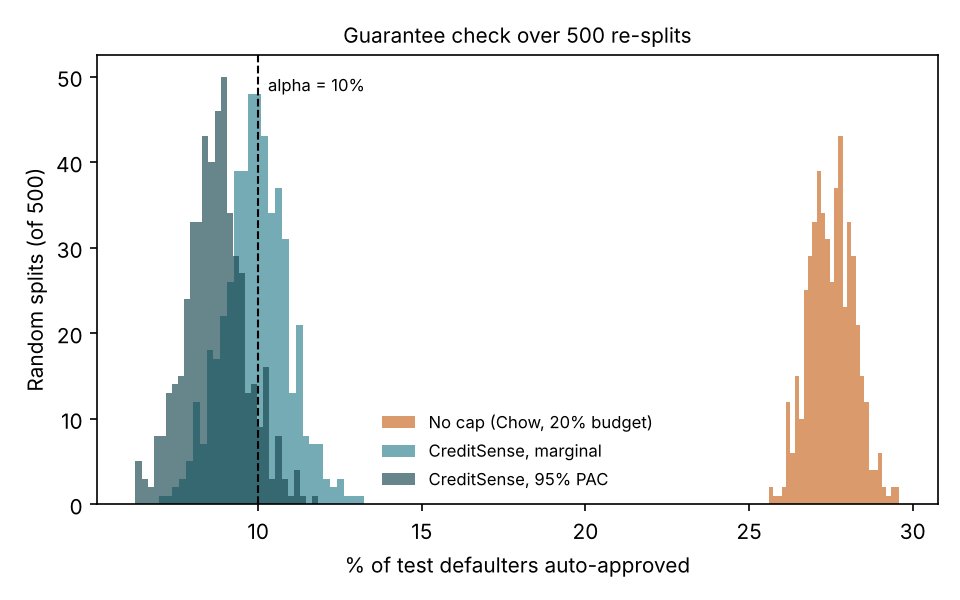 Guarantee check over 500 re-splits
alpha = 10%
Random splits (of 500)
50
40
30
20
10
0
No cap (Chow, 20% budget)
CreditSense, marginal
CreditSense, 95% PAC
10
15
20
25
30
% of test defaulters auto-approved